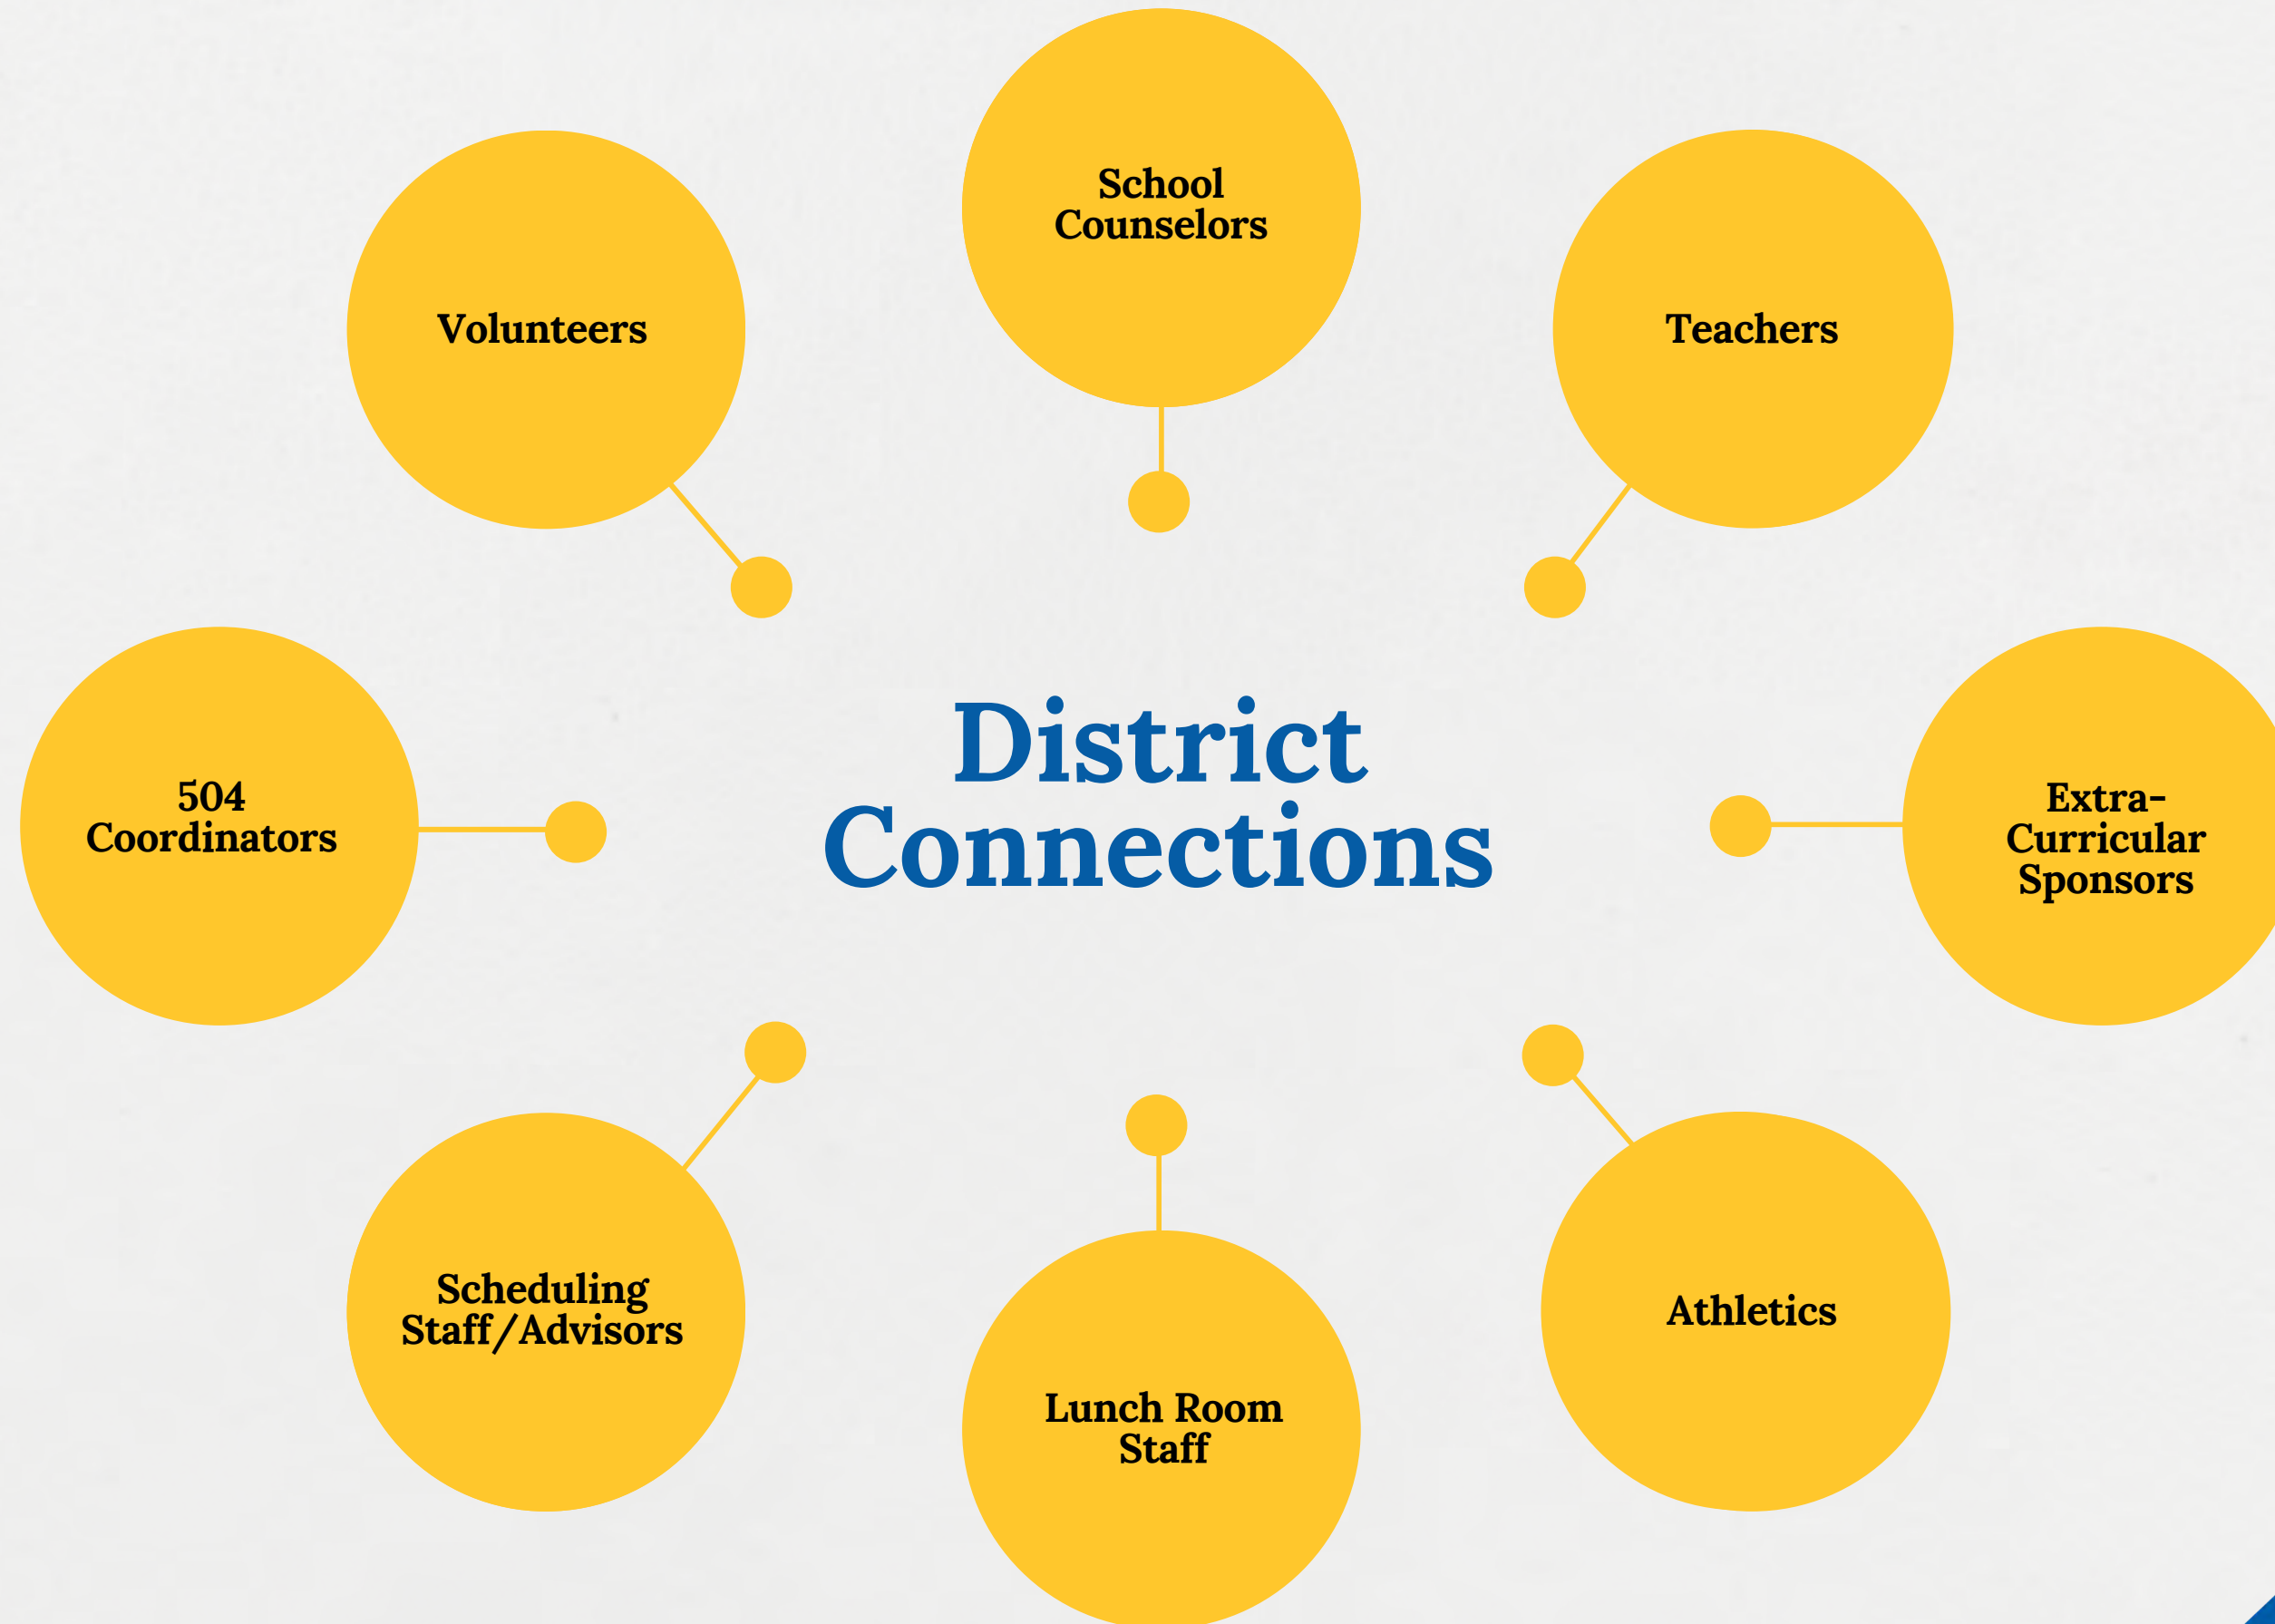 School
Counselors
Volunteers
Teachers
District
Connections
504
Coordinators
Extra-
Curricular
Sponsors
Scheduling
Staff/Advisors
Athletics
Lunch Room
Staff